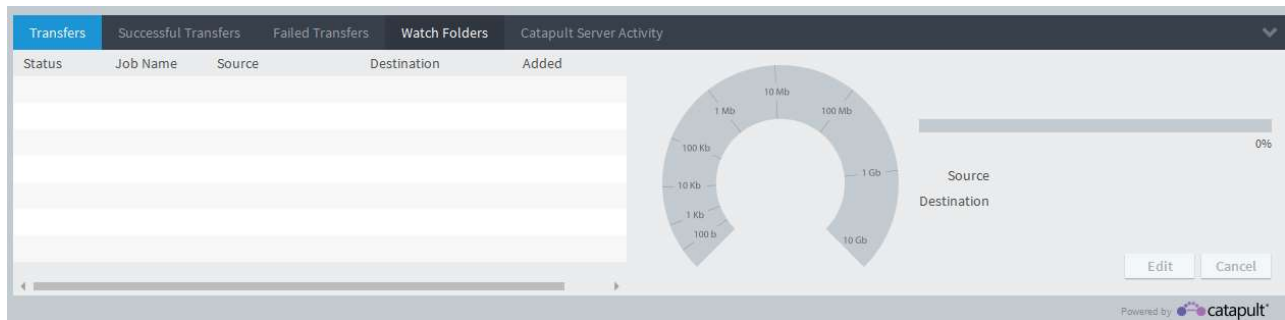 Transfers Successful Transfers Failed Transfers Watch Folders Catapult Server Activity
Status Job Name Source Destination Added
100 b
1 Kb
10 Kb
100 Kb
1 Mb
10 Mb
100 Mb
1 Gb
10 Gb
0%
Source
Destination
Edit Cancel
Powered by catapult